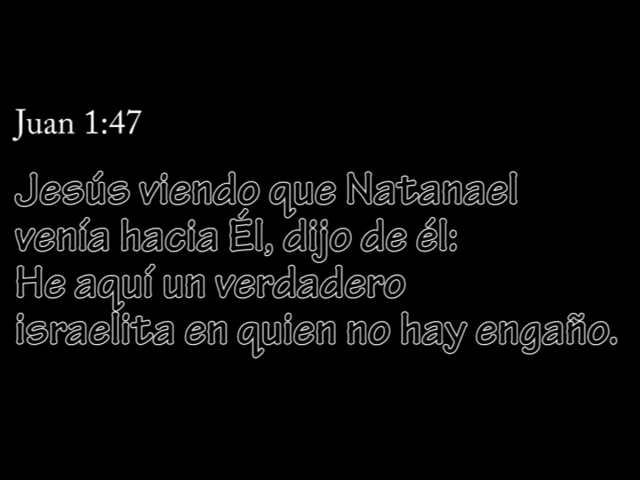 Juan 1:47
Jesús viendo que Natanael
venía hacia Él, dijo de él:
He aquí un verdadero
israelita en quien no hay engaño.